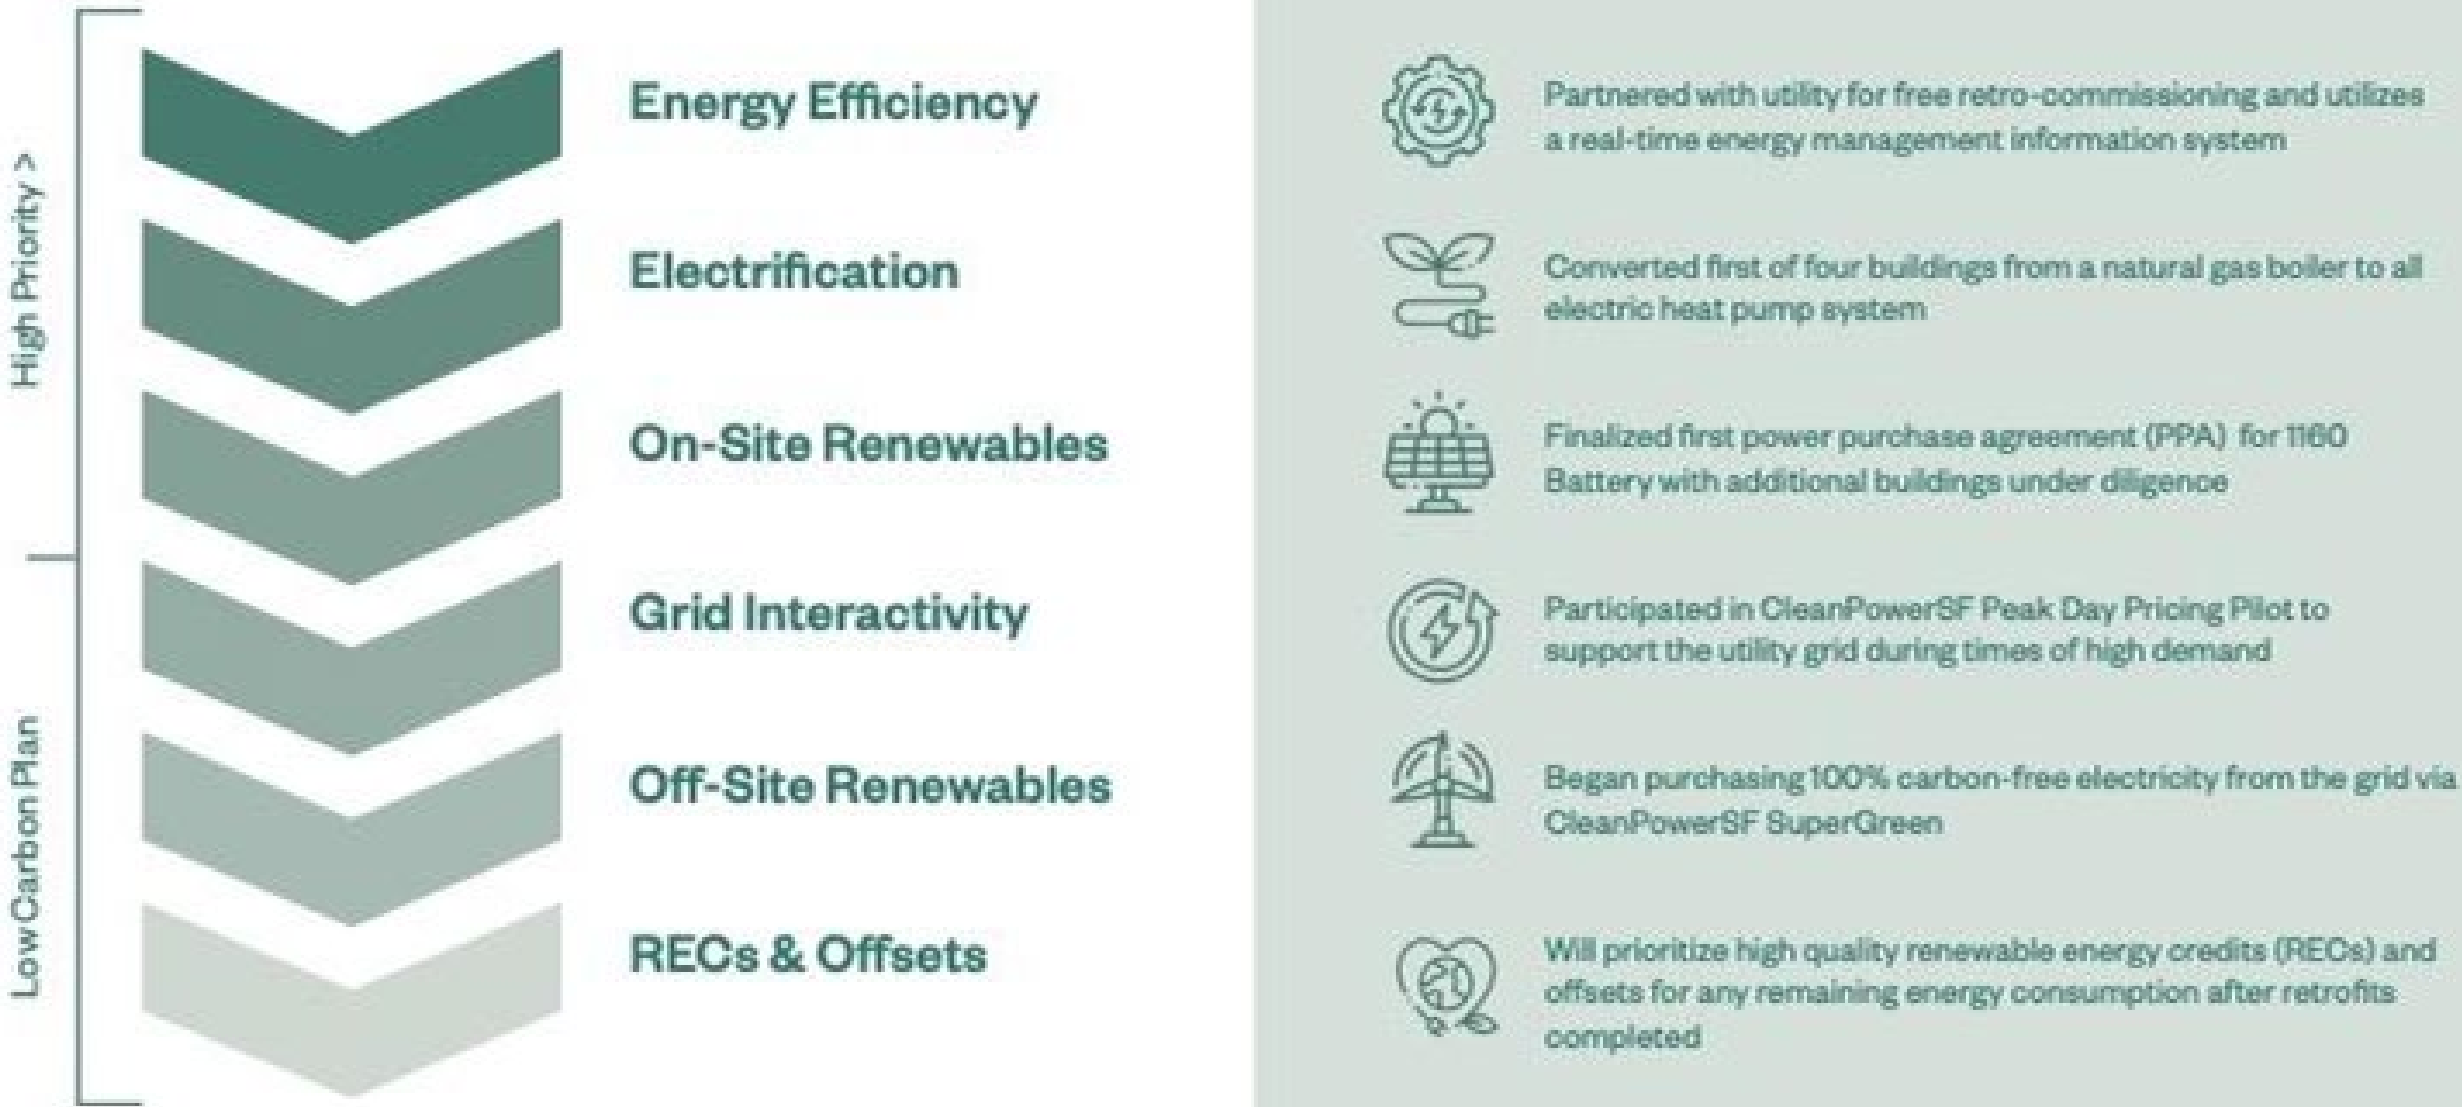 High Priority >
Low Carbon Plan
Energy Efficiency
Partnered with utility for free retro-commissioning and utilizes
a real-time energy management information system
Electrification
Converted first of four buildings from a natural gas boiler to all
electric heat pump system
On-Site Renewables
Finalized first power purchase agreement (PPA) for 1160
Battery with additional buildings under diligence
Grid Interactivity
Participated in CleanPowerSF Peak Day Pricing Pilot to
support the utility grid during times of high demand
Off-Site Renewables
Began purchasing 100% carbon-free electricity from the grid via
CleanPowerSF SuperGreen
RECs & Offsets
Will prioritize high quality renewable energy credits (RECs) and
offsets for any remaining energy consumption after retrofits
completed